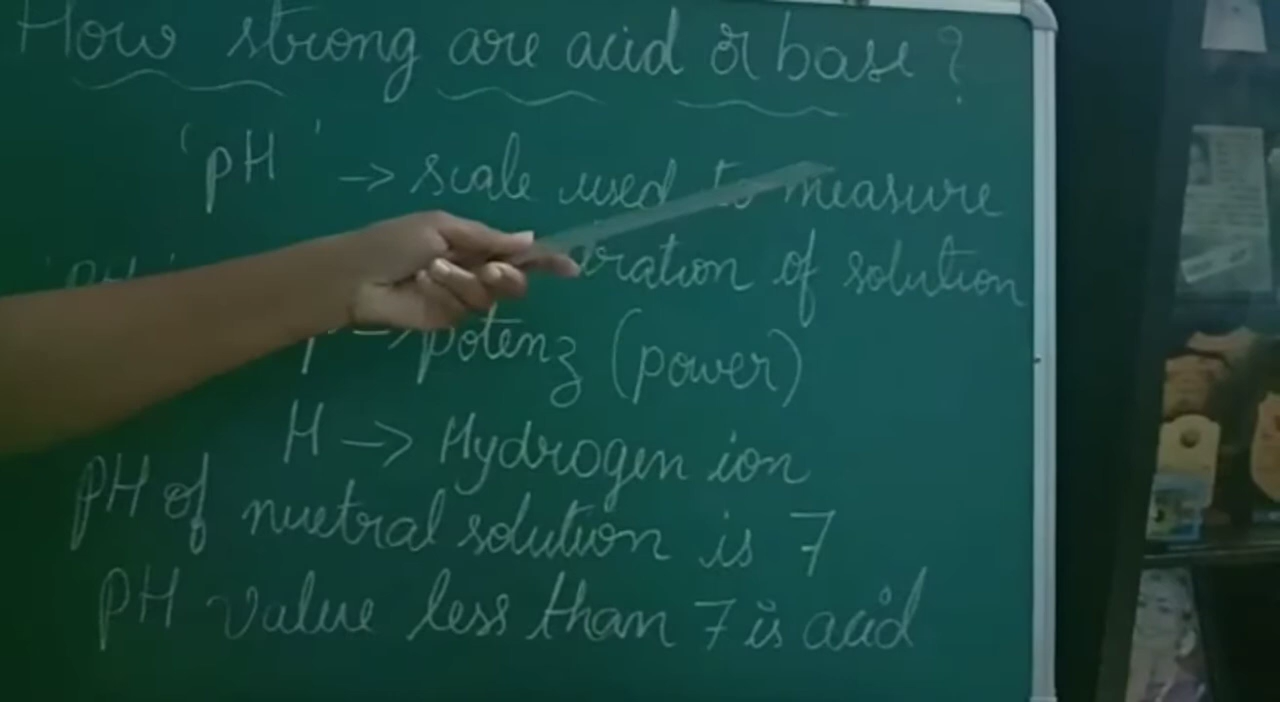 How strong are acid or base?
'pH' → scale used to measure
of solution
→ potenz (power)
H → Hydrogen ion
pH of nuetral solution is 7
pH value less than 7 is acid